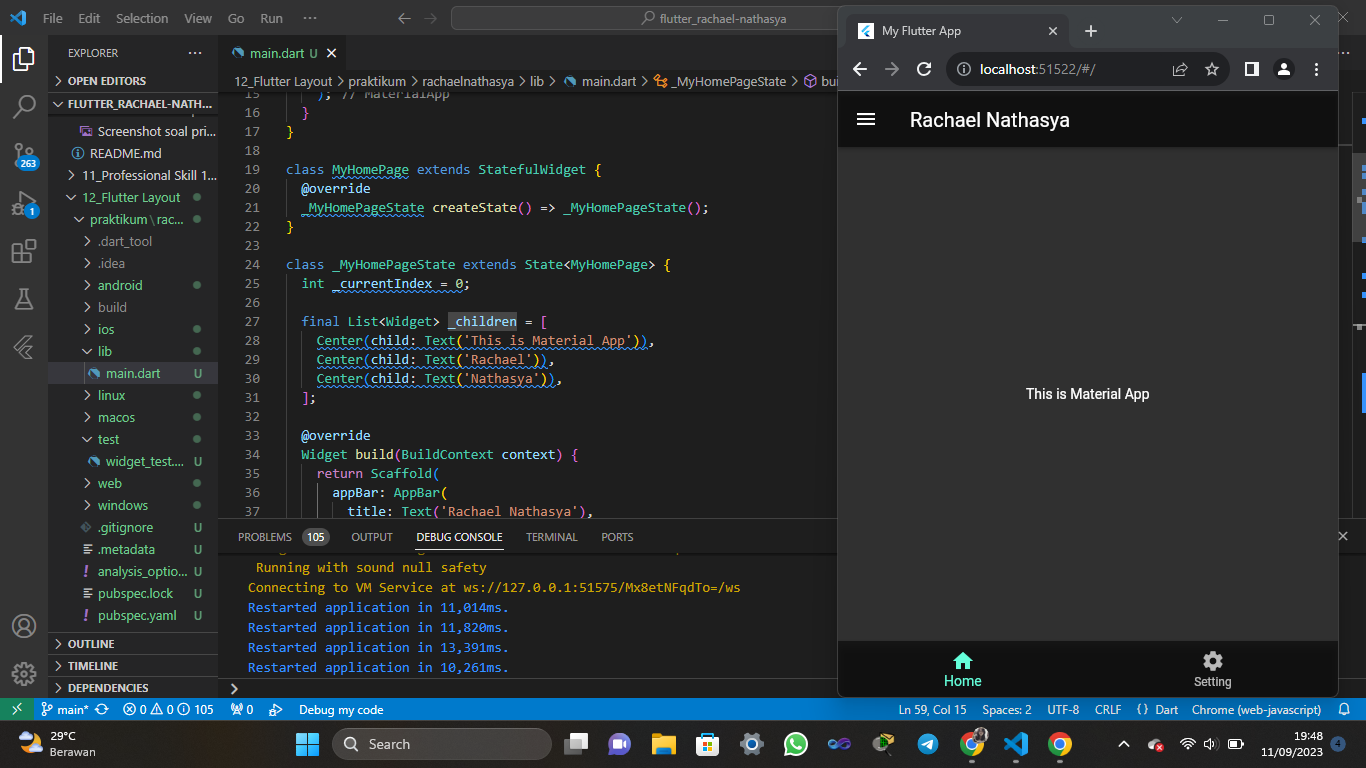 File Edit Selection View Go Run ··· flutter_rachael-nathasya
EXPLORER ···
OPEN EDITORS
FLUTTER_RACHAEL-NATH...
Screenshot soal pri...
README.md
11_Professional Skill 1...
12_Flutter Layout
praktikum\rac...
.dart_tool
.idea
android
build
ios
lib
main.dart U
linux
macos
test
widget_test.... U
web
windows
.gitignore U
.metadata U
analysis_optio... U
pubspec.lock U
pubspec.yaml U
OUTLINE
TIMELINE
DEPENDENCIES
263
1
main.dart U
12_Flutter Layout > praktikum > rachaelnathasya > lib > main.dart > _MyHomePageState > bui
15 ); // MaterialApp
16 }
17 }
18
19 class MyHomePage extends StatefulWidget {
20 @override
21 _MyHomePageState createState() => _MyHomePageState();
22 }
23
24 class _MyHomePageState extends State<MyHomePage> {
25 int _currentIndex = 0;
26
27 final List<Widget> _children = [
28 Center(child: Text('This is Material App')),
29 Center(child: Text('Rachael')),
30 Center(child: Text('Nathasya')),
31 ];
32
33 @override
34 Widget build(BuildContext context) {
35 return Scaffold(
36 appBar: AppBar(
37 title: Text('Rachael Nathasya'),
PROBLEMS 105 OUTPUT DEBUG CONSOLE TERMINAL PORTS
Running with sound null safety
Connecting to VM Service at ws://127.0.0.1:51575/Mx8etNFqdTo=/ws
Restarted application in 11,014ms.
Restarted application in 11,820ms.
Restarted application in 13,391ms.
Restarted application in 10,261ms.
My Flutter App
localhost:51522/#/
Rachael Nathasya
This is Material App
Home Setting
main* 0 0 105 0 Debug my code Ln 59, Col 15 Spaces: 2 UTF-8 CRLF {} Dart Chrome (web-javascript)
29°C
Berawan
Search
19:48
11/09/2023
4